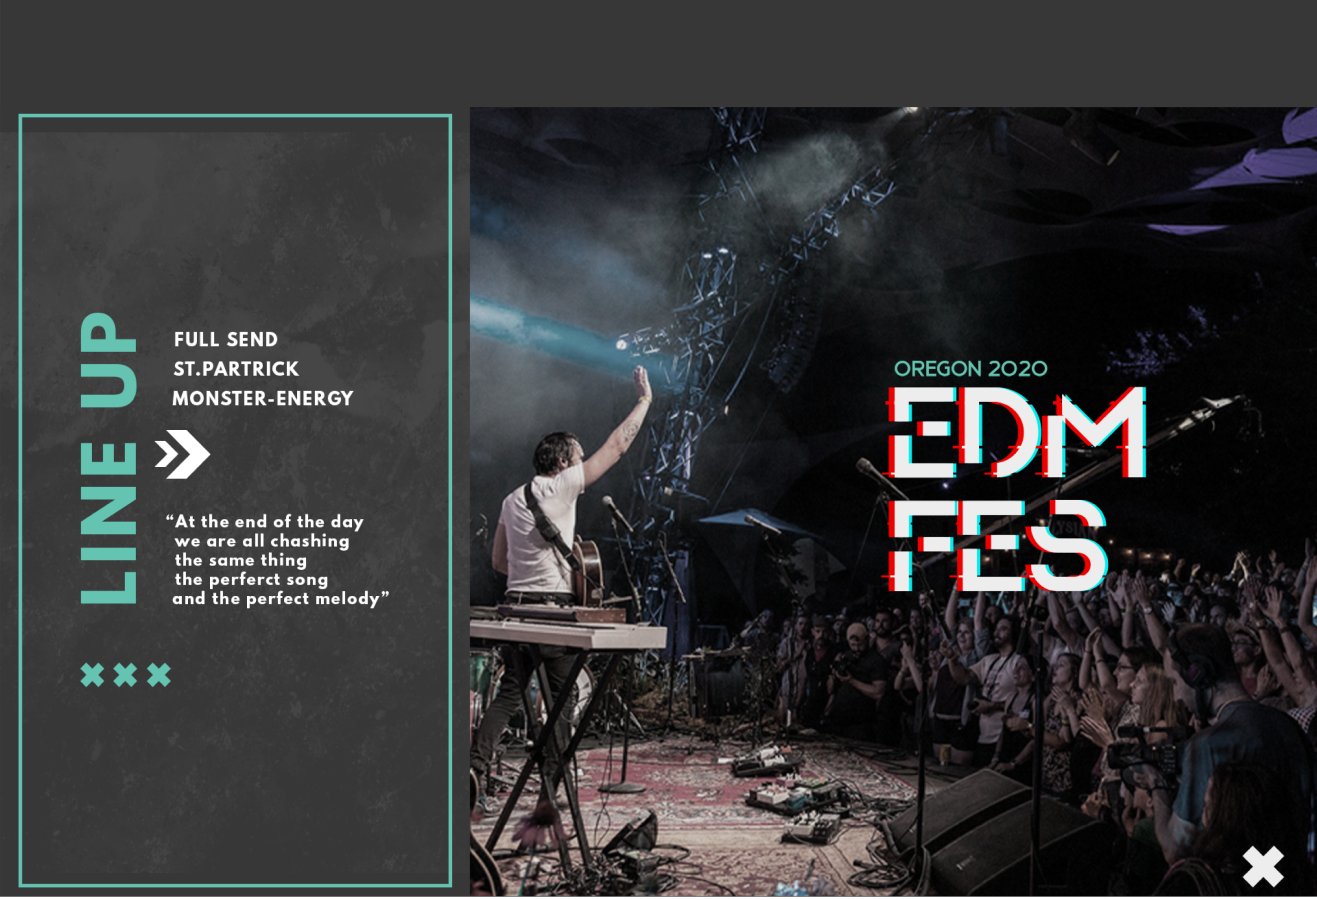 LINE UP
FULL SEND
ST.PARTRICK
MONSTER-ENERGY
“At the end of the day
we are all chashing
the same thing
the perferct song
and the perfect melody”
OREGON 2020
EDM
FES